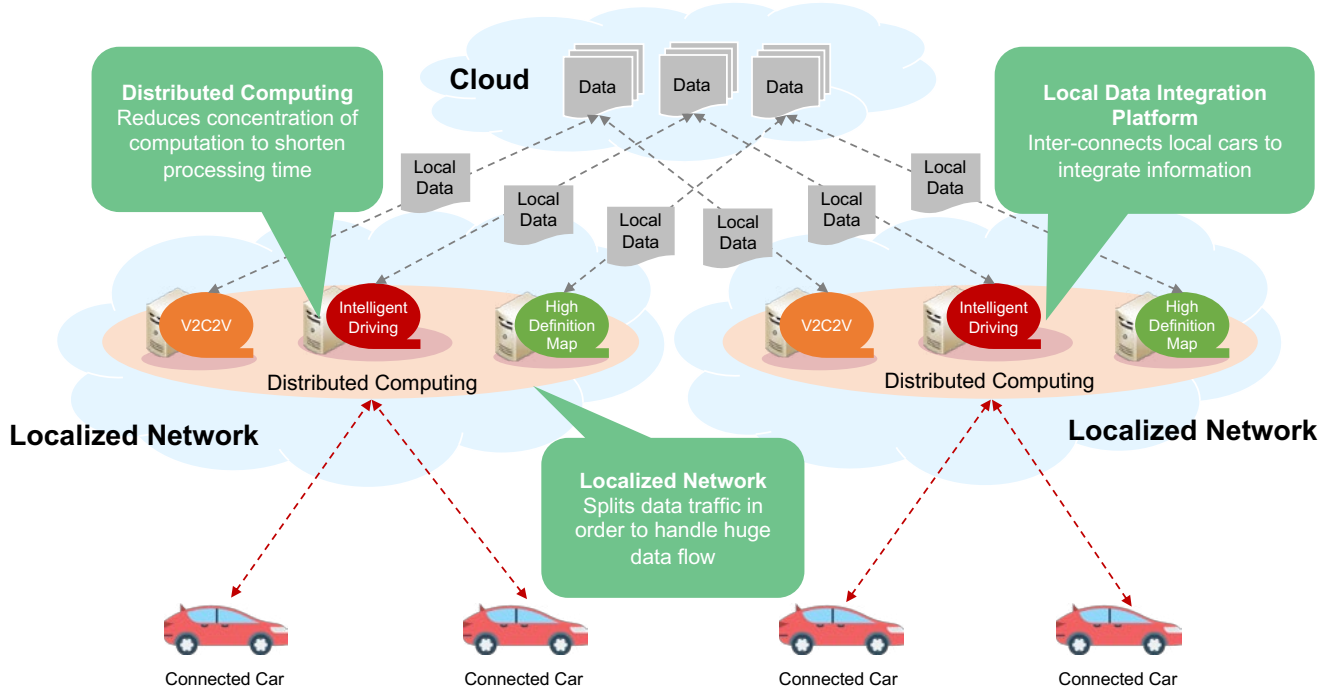 Cloud
Data
Data
Data
Distributed Computing
Reduces concentration of
computation to shorten
processing time
Local Data Integration
Platform
Inter-connects local cars to
integrate information
Local
Data
Local
Data
Local
Data
Local
Data
Local
Data
Local
Data
V2C2V
Intelligent
Driving
High
Definition
Map
Distributed Computing
Localized Network
V2C2V
Intelligent
Driving
High
Definition
Map
Distributed Computing
Localized Network
Localized Network
Splits data traffic in
order to handle huge
data flow
Connected Car
Connected Car
Connected Car
Connected Car